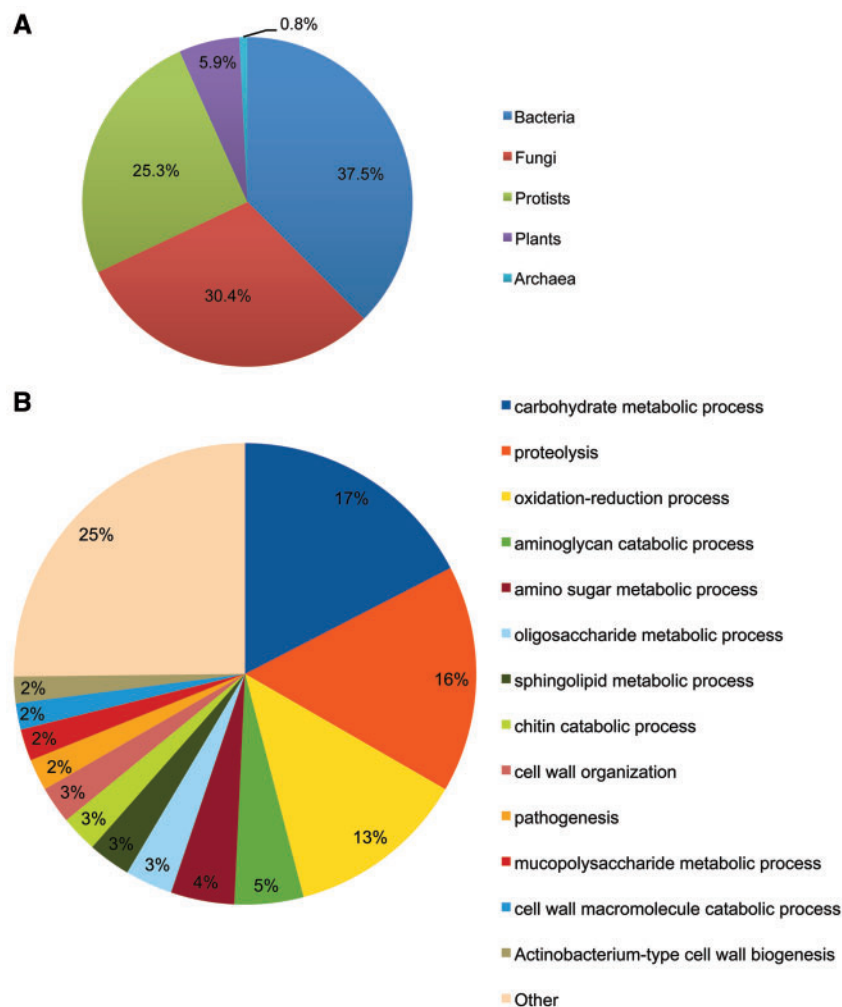 A
0.8%
5.9%
25.3%
37.5%
30.4%
Bacteria
Fungi
Protists
Plants
Archaea
B
17%
25%
16%
13%
5%
4%
3%
3%
3%
3%
2%
2%
2%
2%
carbohydrate metabolic process
proteolysis
oxidation-reduction process
aminoglycan catabolic process
amino sugar metabolic process
oligosaccharide metabolic process
sphingolipid metabolic process
chitin catabolic process
cell wall organization
pathogenesis
mucopolysaccharide metabolic process
cell wall macromolecule catabolic process
Actinobacterium-type cell wall biogenesis
Other